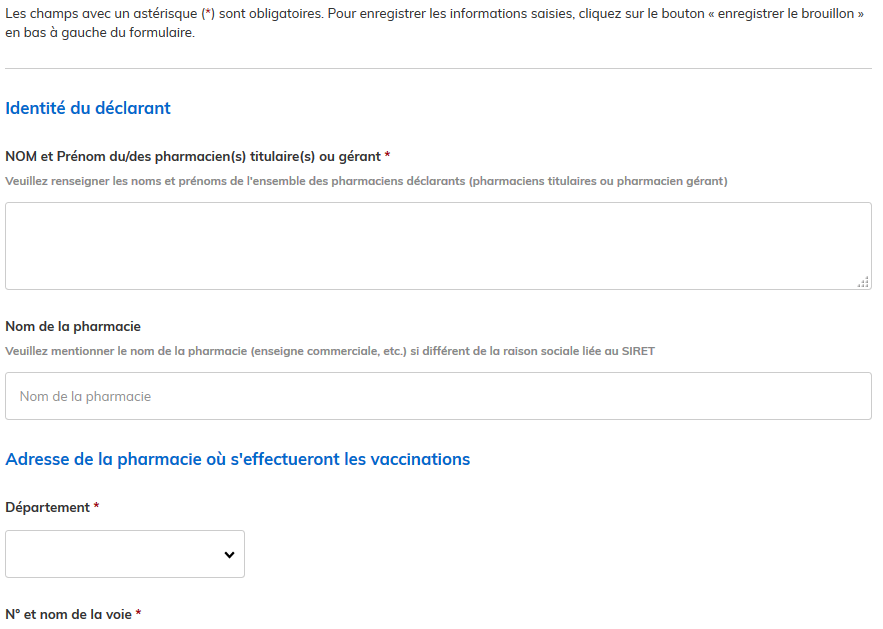 Les champs avec un astérisque (*) sont obligatoires. Pour enregistrer les informations saisies, cliquez sur le bouton « enregistrer le brouillon »
en bas à gauche du formulaire.
Identité du déclarant
NOM et Prénom du/des pharmacien(s) titulaire(s) ou gérant *
Veuillez renseigner les noms et prénoms de l'ensemble des pharmaciens déclarants (pharmaciens titulaires ou pharmacien gérant)
Nom de la pharmacie
Veuillez mentionner le nom de la pharmacie (enseigne commerciale, etc.) si différent de la raison sociale liée au SIRET
Nom de la pharmacie
Adresse de la pharmacie où s'effectueront les vaccinations
Département *
N° et nom de la voie *